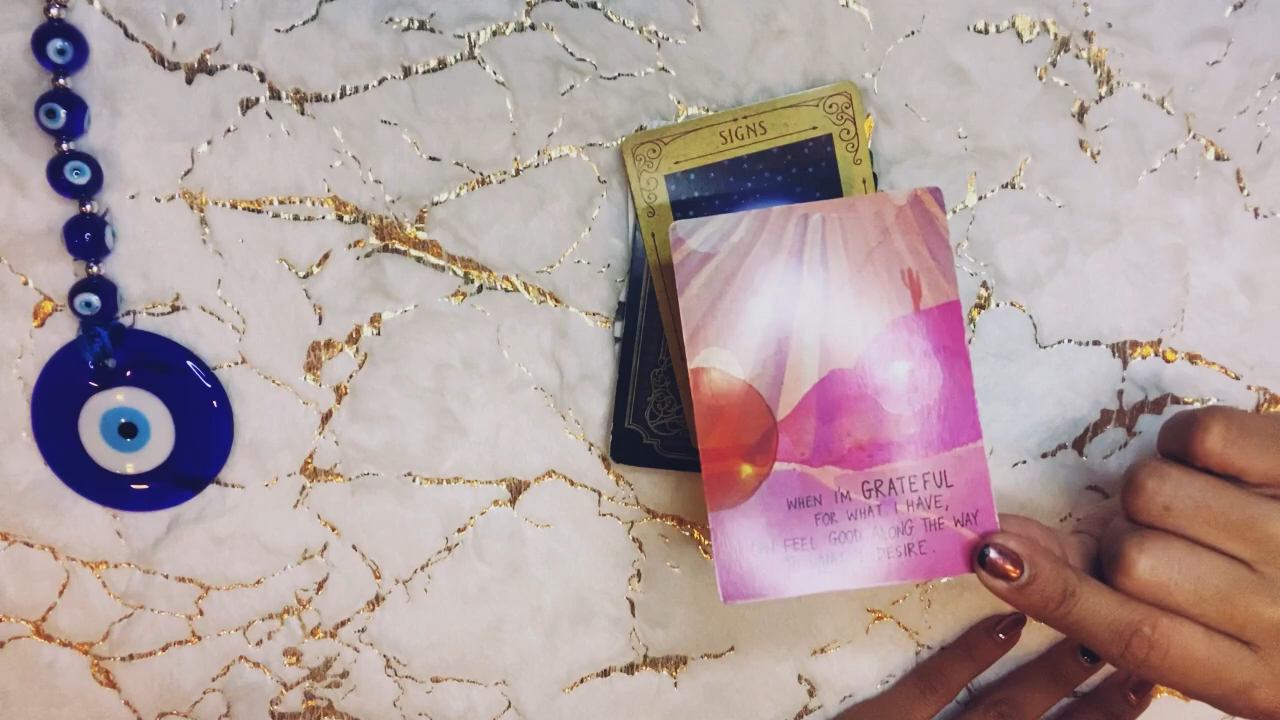 SIGNS
WHEN I'M GRATEFUL
FOR WHAT I HAVE,
FEEL GOOD ALONG THE WAY
DESIRE.